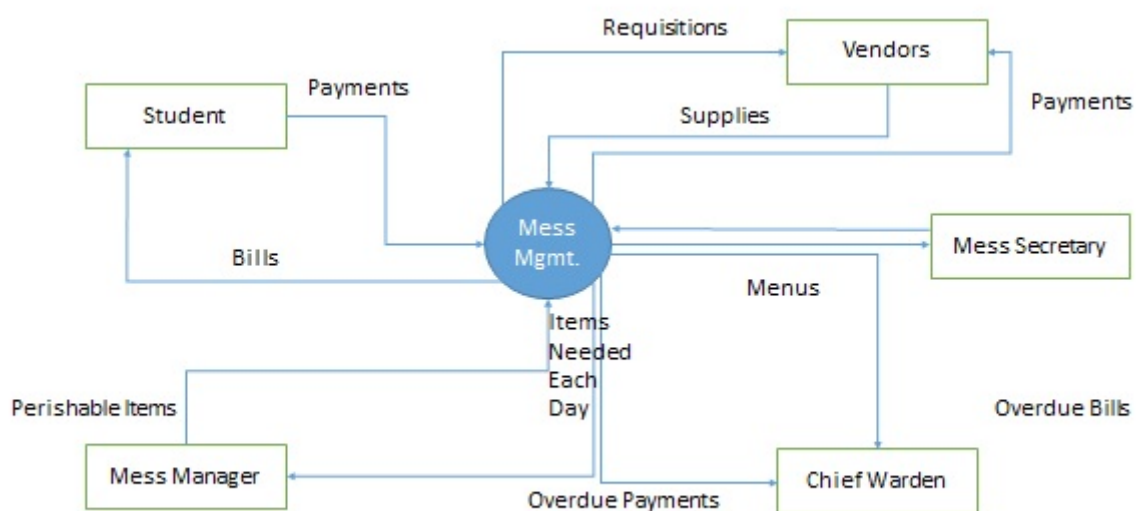 Requisitions
Vendors
Payments
Student
Supplies
Payments
Mess
Mgmt.
Mess Secretary
Bills
Menus
Items
Needed
Each
Day
Perishable Items
Overdue Bills
Mess Manager
Chief Warden
Overdue Payments